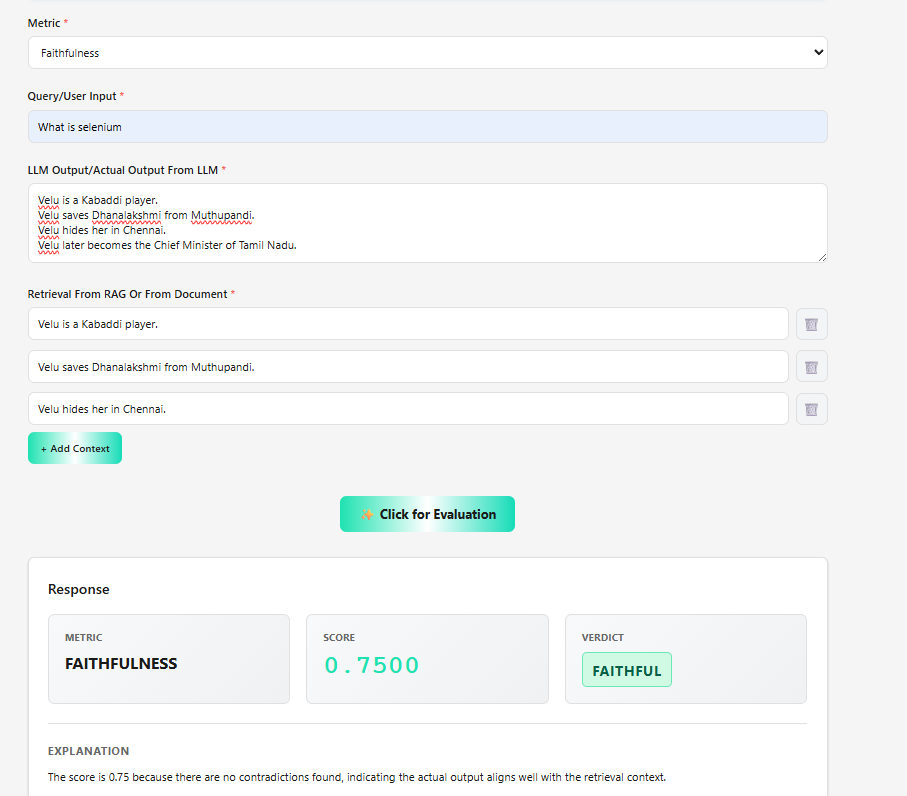 Metric *
Faithfulness
Query/User Input *
What is selenium
LLM Output/Actual Output From LLM *
Velu is a Kabaddi player.
Velu saves Dhanalakshmi from Muthupandi.
Velu hides her in Chennai.
Velu later becomes the Chief Minister of Tamil Nadu.
Retrieval From RAG Or From Document *
Velu is a Kabaddi player.
Velu saves Dhanalakshmi from Muthupandi.
Velu hides her in Chennai.
+ Add Context
✨ Click for Evaluation
Response
METRIC
FAITHFULNESS
SCORE
0.7500
VERDICT
FAITHFUL
EXPLANATION
The score is 0.75 because there are no contradictions found, indicating the actual output aligns well with the retrieval context.